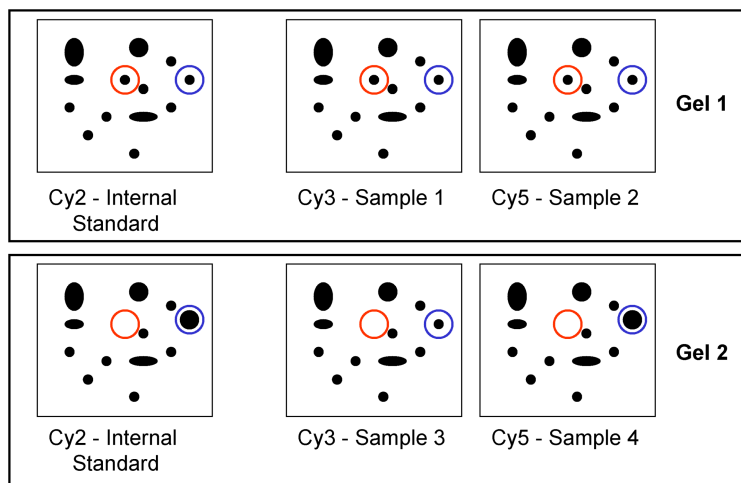 Gel 1
Cy2 - Internal
Standard
Cy3 - Sample 1
Cy5 - Sample 2
Gel 2
Cy2 - Internal
Standard
Cy3 - Sample 3
Cy5 - Sample 4